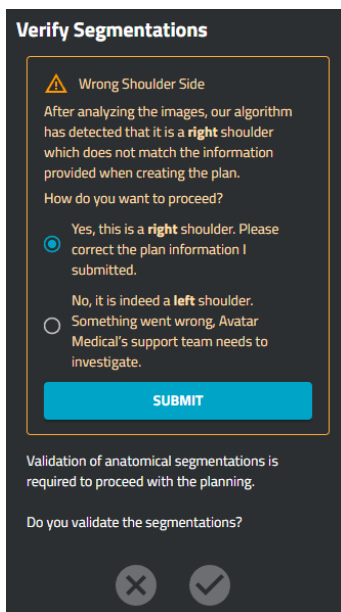 Verify Segmentations
Wrong Shoulder Side
After analyzing the images, our algorithm
has detected that it is a right shoulder
which does not match the information
provided when creating the plan.
How do you want to proceed?
Yes, this is a right shoulder. Please
correct the plan information I
submitted.
No, it is indeed a left shoulder.
Something went wrong, Avatar
Medical's support team needs to
investigate.
SUBMIT
Validation of anatomical segmentations is
required to proceed with the planning.
Do you validate the segmentations?